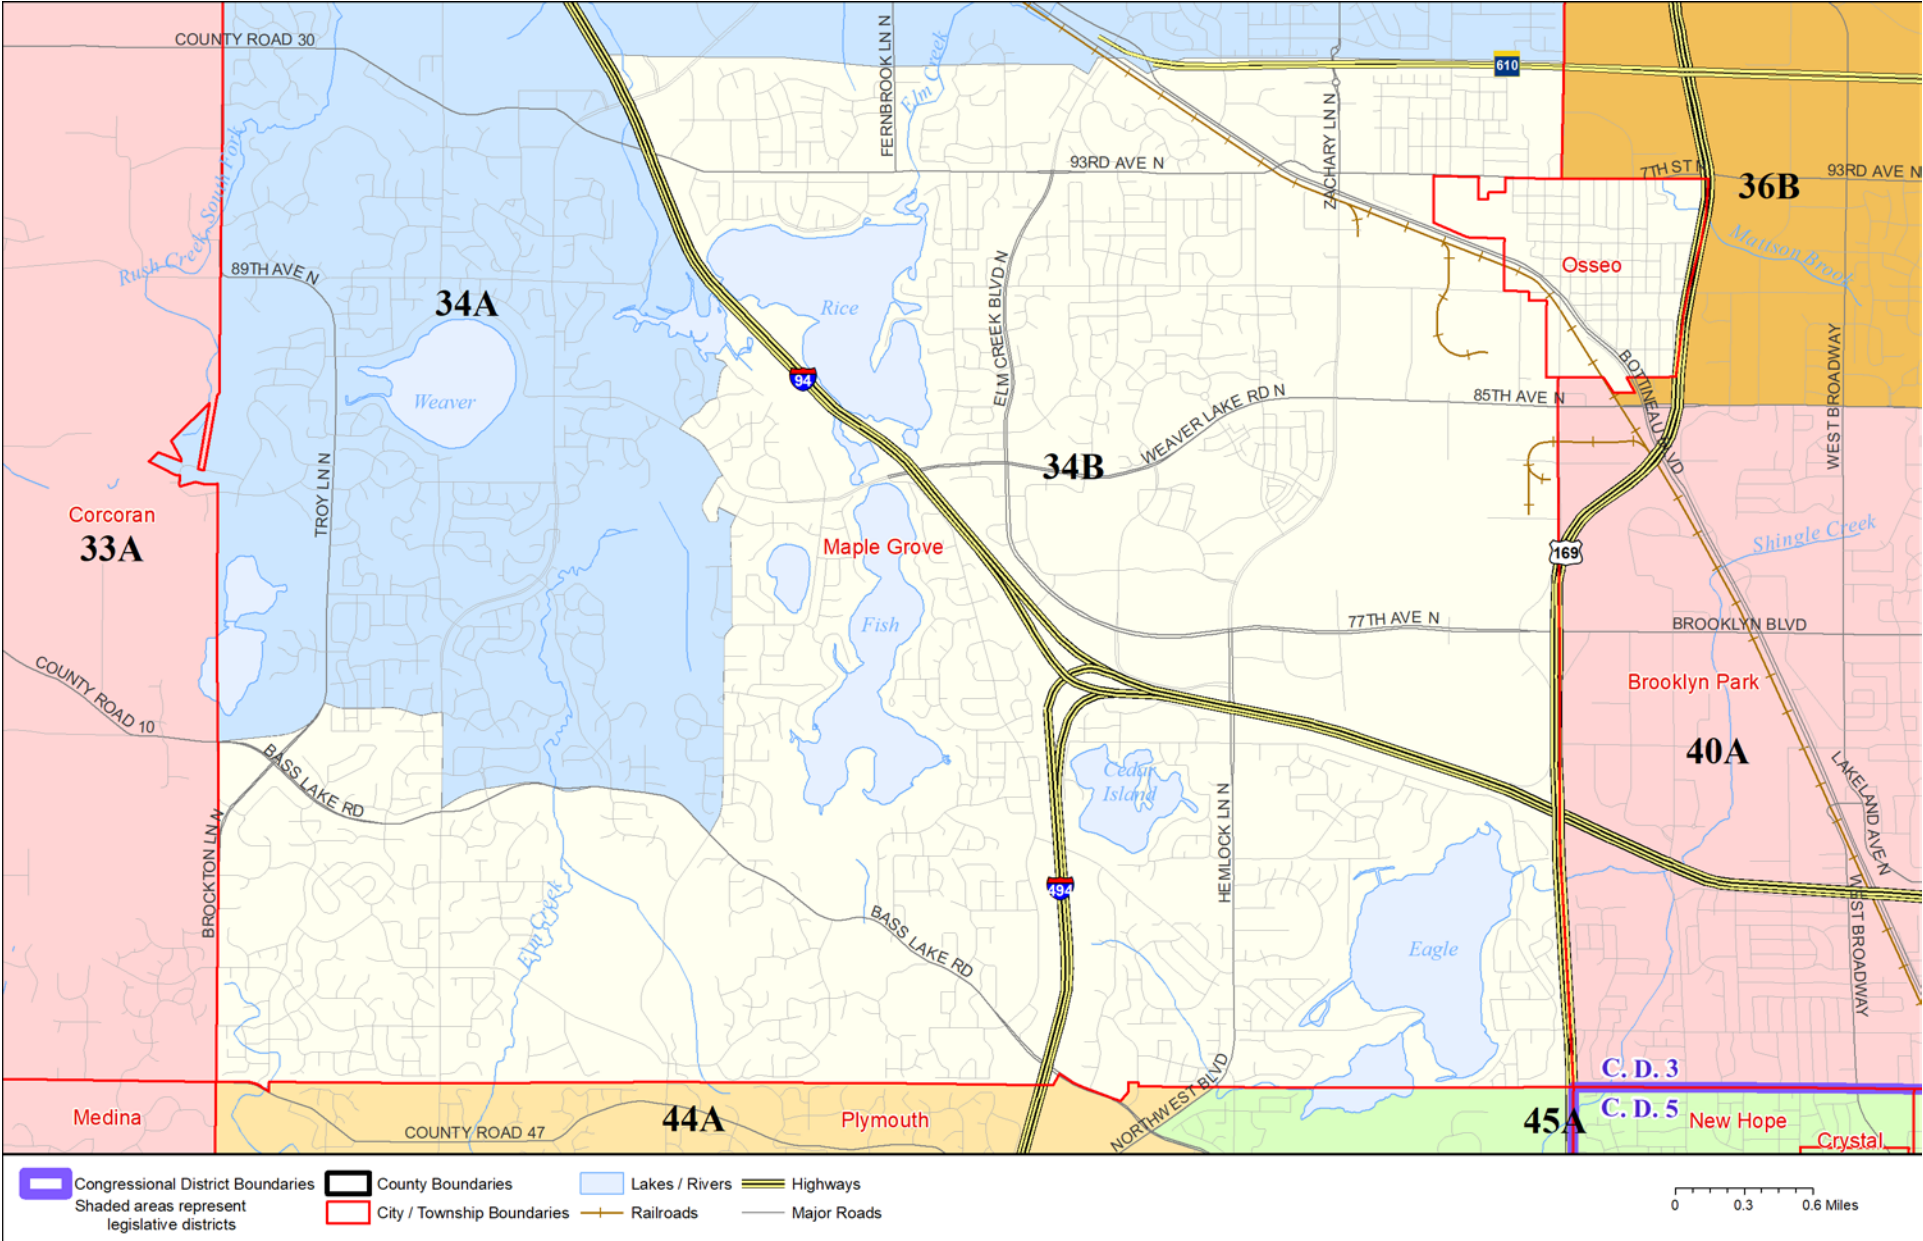 COUNTY ROAD 30
FERNBROOK LN N
Elm Creek
610
ZACHARY LN N
93RD AVE N
7TH ST N
93RD AVE N
36B
Rush Creek South Fork
Mattson Brook
89TH AVE N
34A
Rice
ELM CREEK BLVD N
Osseo
94
Weaver
BOTTINEAU BLVD
WEST BROADWAY
WEAVER LAKE RD N
85TH AVE N
34B
TROY LN N
Corcoran
33A
Maple Grove
169
Shingle Creek
Fish
77TH AVE N
BROOKLYN BLVD
COUNTY ROAD 10
Brooklyn Park
40A
BASS LAKE RD
Cedar
Island
HEMLOCK LN N
LAKELAND AVE N
BROCKTON LN N
494
Elm Creek
BASS LAKE RD
Eagle
WEST BROADWAY
C. D. 3
NORTHWEST BLVD
Medina
44A
Plymouth
COUNTY ROAD 47
45A
C. D. 5
New Hope
Crystal
Congressional District Boundaries
Shaded areas represent
legislative districts
County Boundaries
City / Township Boundaries
Lakes / Rivers
Railroads
Highways
Major Roads
0 0.3 0.6 Miles